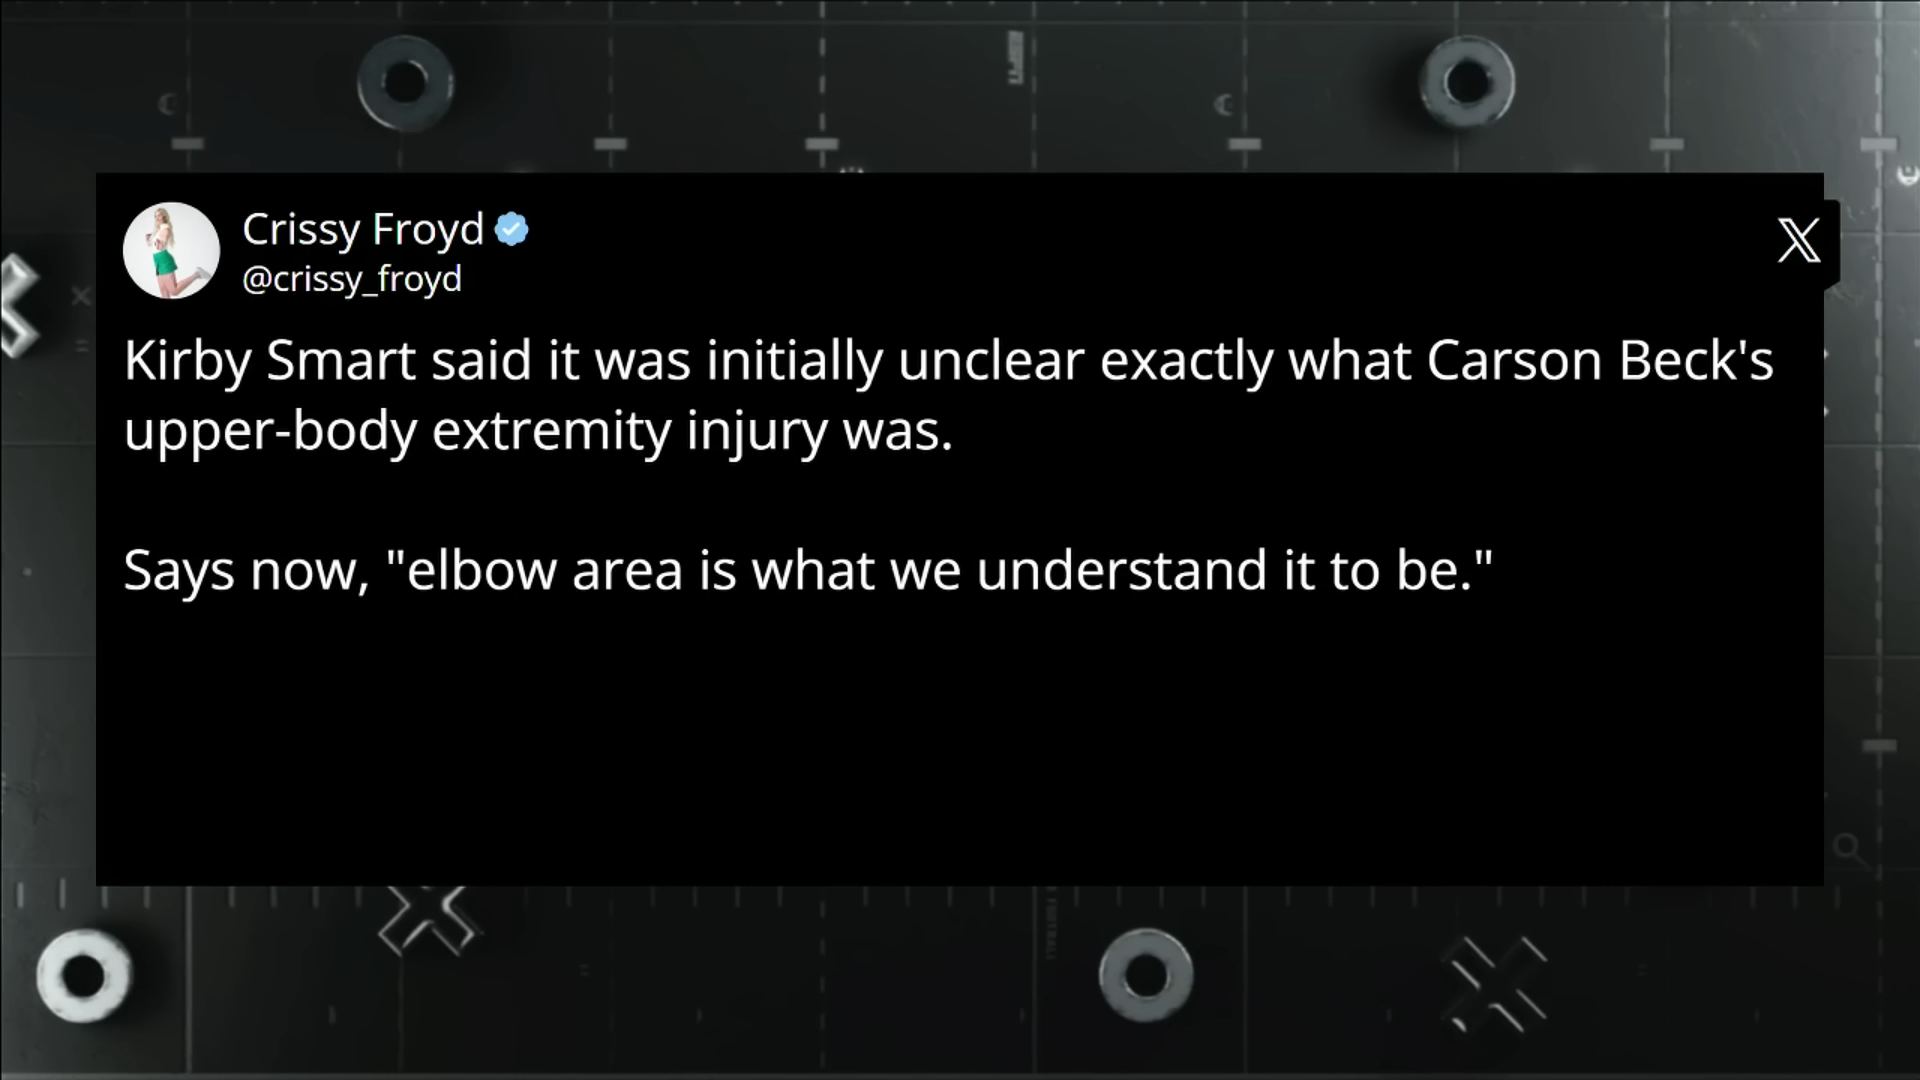 Crissy Froyd
@crissy_froyd
Kirby Smart said it was initially unclear exactly what Carson Beck's
upper-body extremity injury was.
Says now, "elbow area is what we understand it to be."